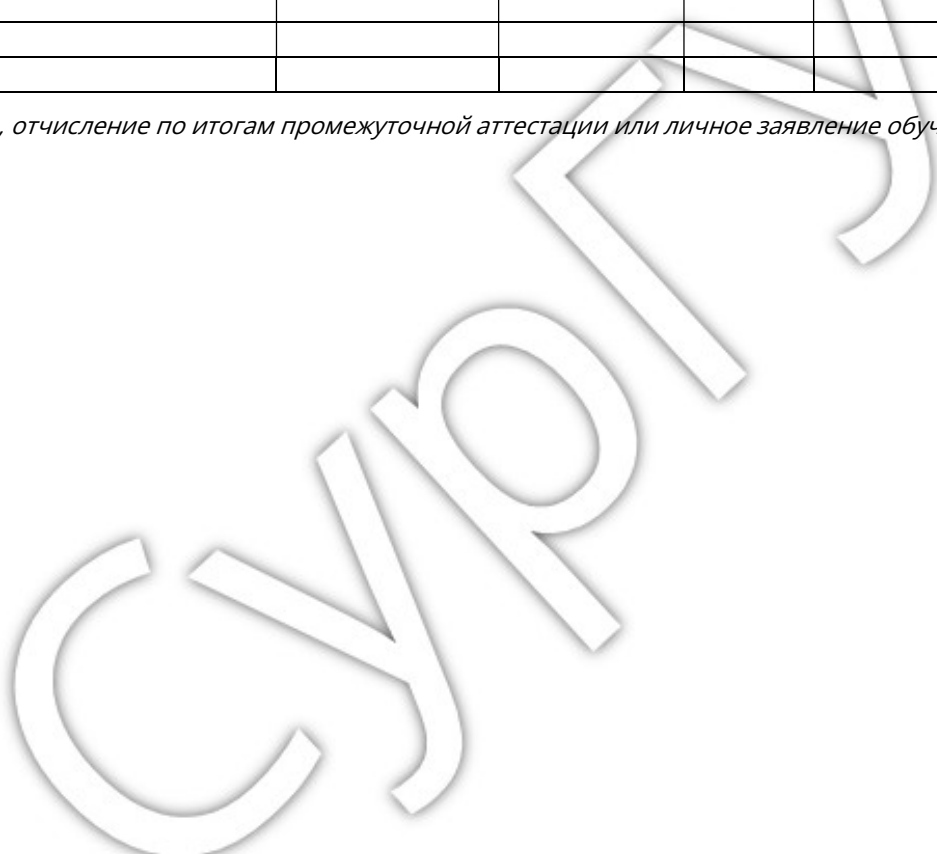 , отчисление по итогам промежуточной аттестации или личное заявление обуч
СурГУ